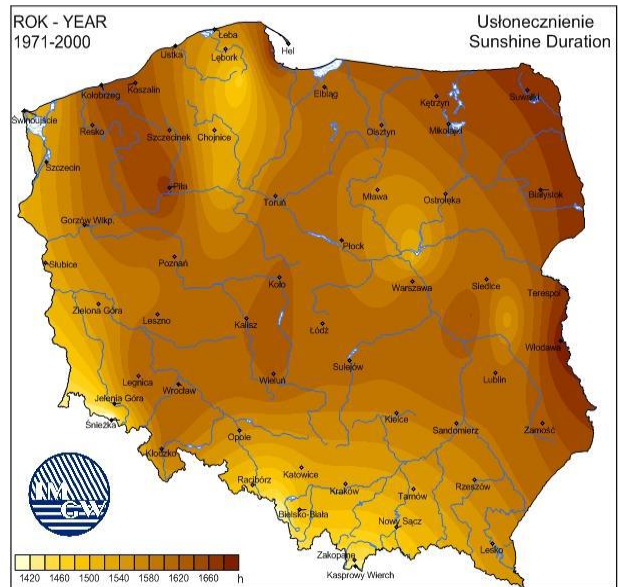 ROK - YEAR
1971-2000
Usłonecznienie
Sunshine Duration
Łeba
Ustka
Lębork
Hel
Koszalin
Kołobrzeg
Elbląg
Kętrzyn
Suwałki
Świnoujście
Resko
Szczecinek
Chojnice
Olsztyn
Mikołajki
Szczecin
Piła
Toruń
Mława
Ostrołęka
Białystok
Gorzów Wlkp.
Płock
Słubice
Poznań
Koło
Warszawa
Siedlce
Terespol
Zielona Góra
Leszno
Kalisz
Łódź
Włodawa
Sulejów
Legnica
Wrocław
Wieluń
Lublin
Jelenia Góra
Śnieżka
Kielce
Sandomierz
Zamość
Opole
Kłodzko
Katowice
Racibórz
Kraków
Tarnów
Rzeszów
Bielsko-Biała
Nowy Sącz
Lesko
Zakopane
Kasprowy Wierch
IM
GW
1420 1460 1500 1540 1580 1620 1660 h